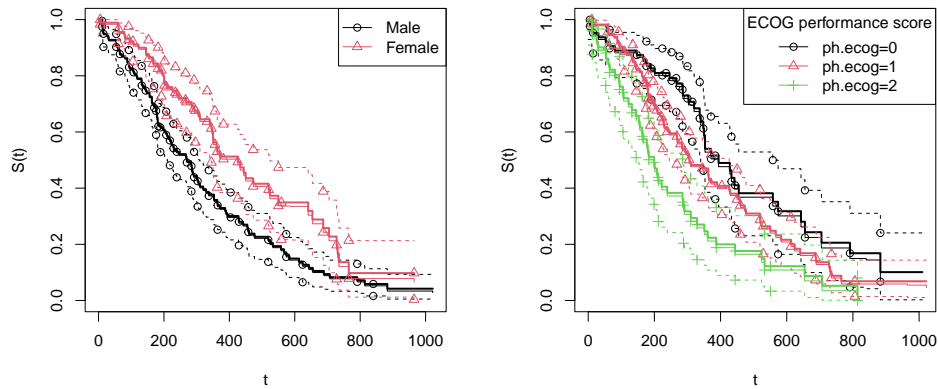 Male
Female
S(t)
1.0
0.8
0.6
0.4
0.2
0.0
0 200 400 600 800 1000
t
ECOG performance score
ph.ecog=0
ph.ecog=1
ph.ecog=2
S(t)
1.0
0.8
0.6
0.4
0.2
0.0
0 200 400 600 800 1000
t